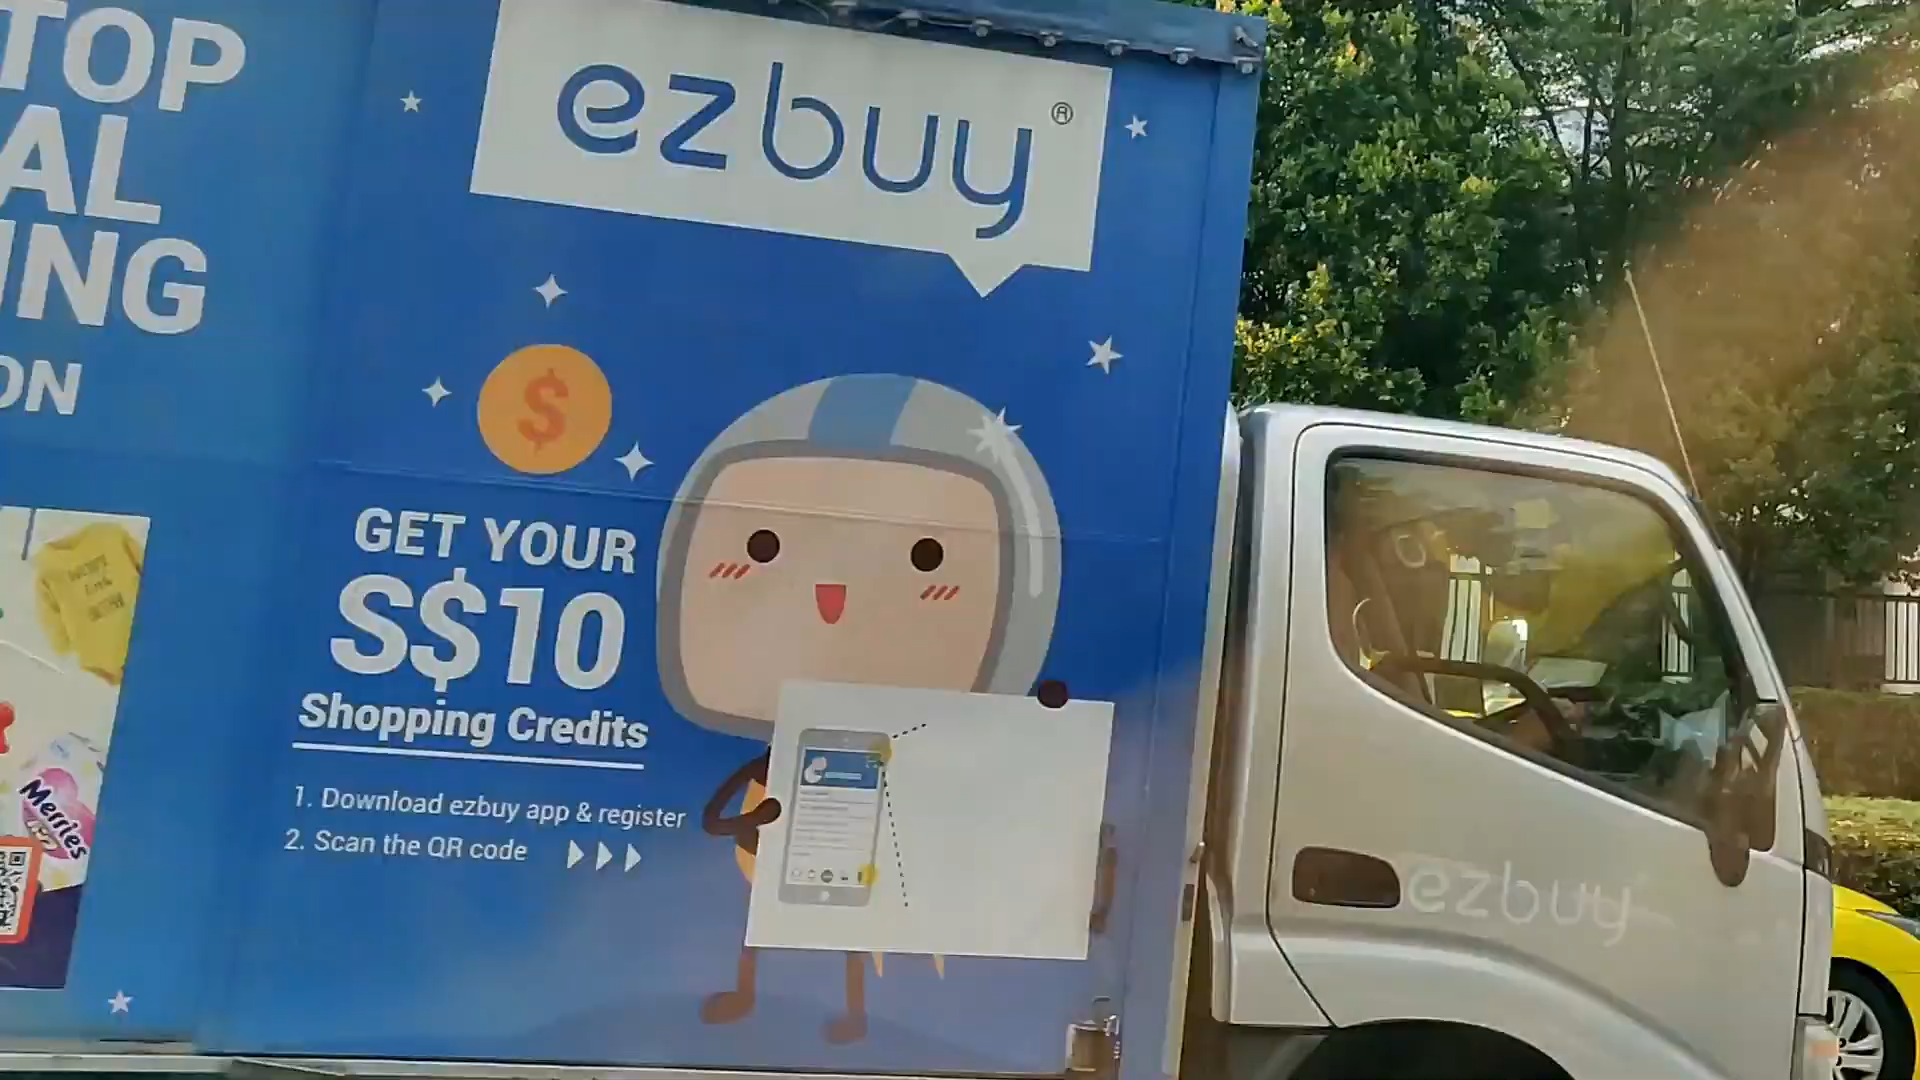 TOP
AL
ING
ON
ezbuy®
$
GET YOUR
S$10
Shopping Credits
1. Download ezbuy app & register
2. Scan the QR code
Merries
ezbuy